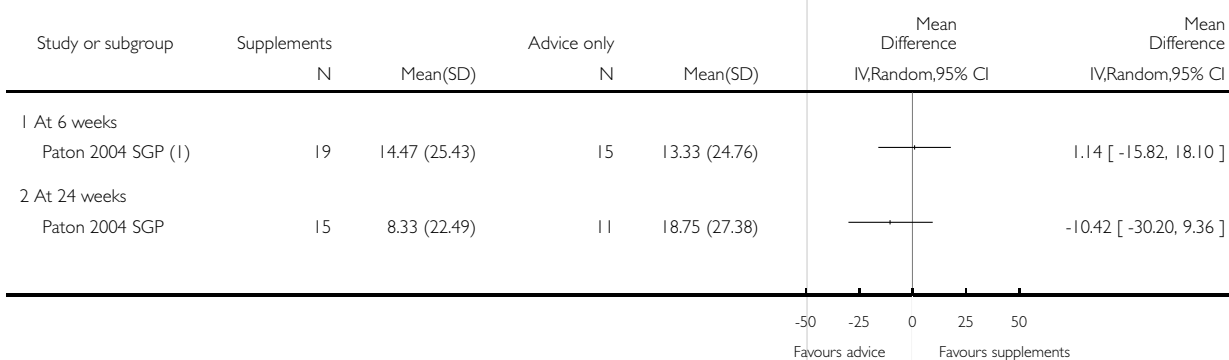 Study or subgroup Supplements Advice only Mean Difference Mean Difference
N Mean(SD) N Mean(SD) IV,Random,95% CI IV,Random,95% CI
1 At 6 weeks
Paton 2004 SGP (1) 19 14.47 (25.43) 15 13.33 (24.76) 1.14 [ -15.82, 18.10 ]
2 At 24 weeks
Paton 2004 SGP 15 8.33 (22.49) 11 18.75 (27.38) -10.42 [ -30.20, 9.36 ]
-50 -25 0 25 50
Favours advice Favours supplements